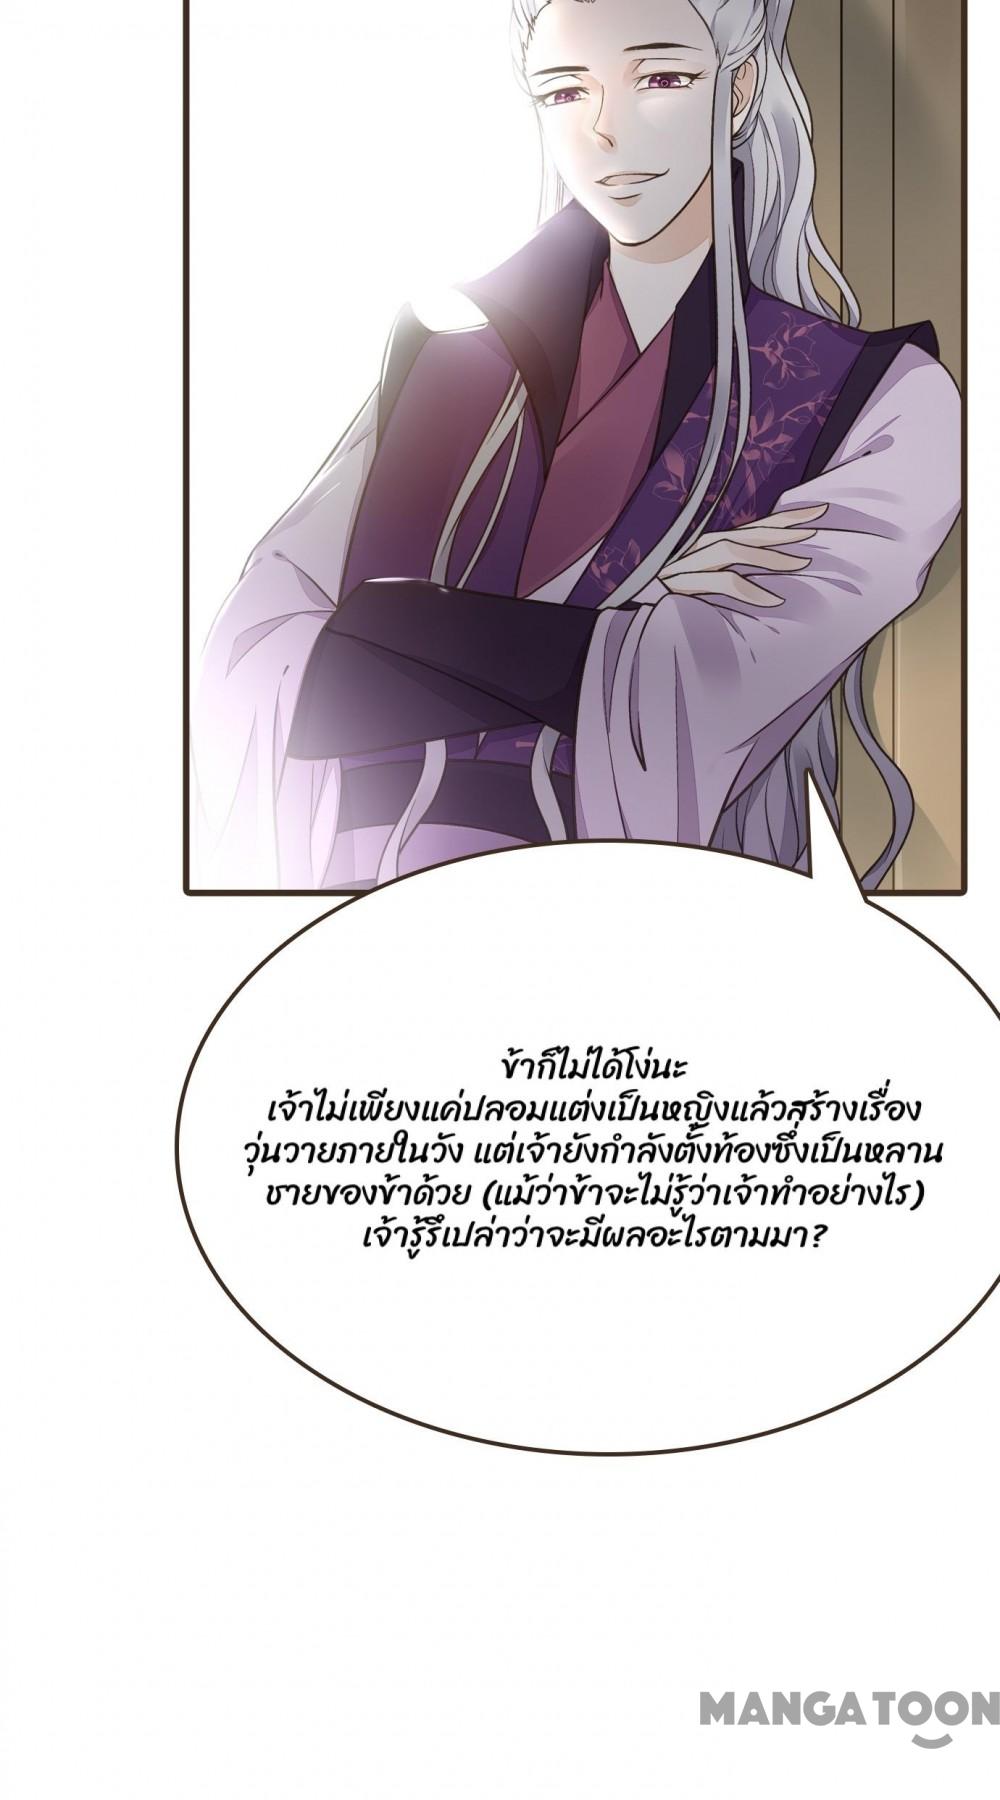 ข้าก็ไม่ได้โง่นะ
เจ้าไม่เพียงแค่ปลอมแต่งเป็นหญิงแล้วสร้างเรื่อง
วุ่นวายภายในวัง แต่เจ้ายังกำลังตั้งท้องซึ่งเป็นหลาน
ชายของข้าด้วย (แม้ว่าข้าจะไม่รู้ว่าเจ้าทำอย่างไร)
เจ้ารู้รึเปล่าว่าจะมีผลอะไรตามมา?
MANGATOON